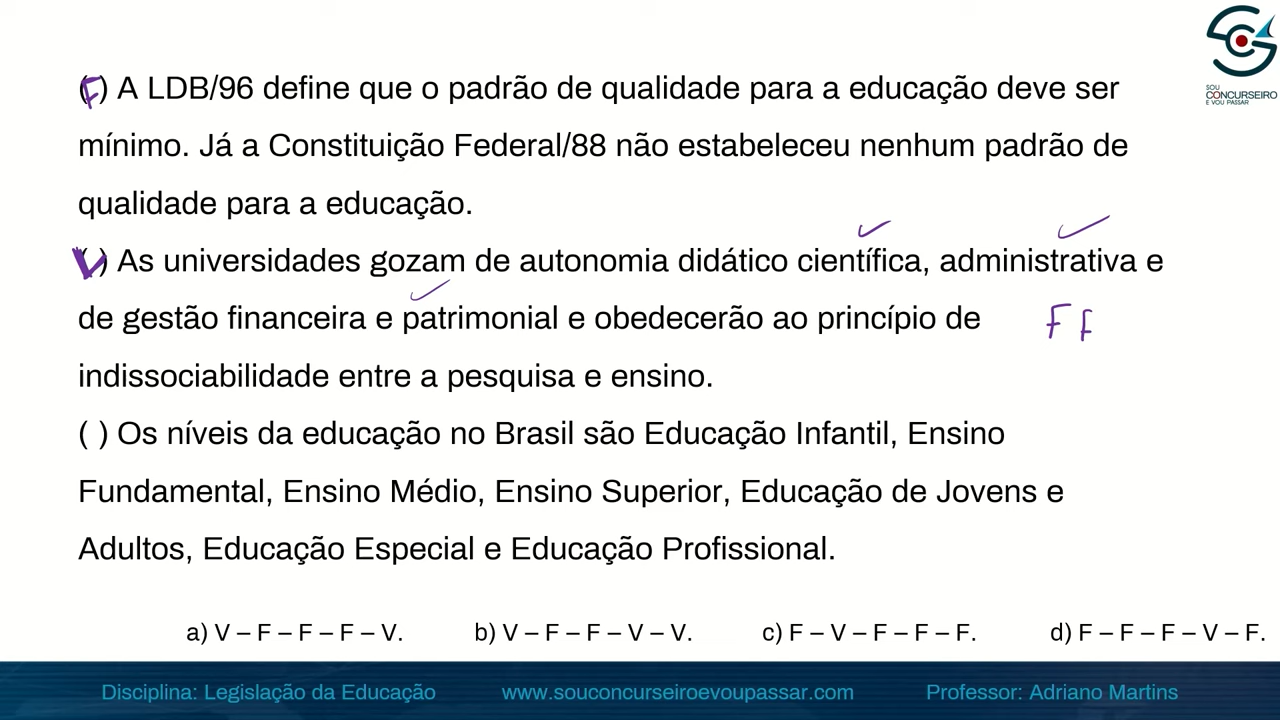 SOU
CONCURSEIRO
E VOU PASSAR
(F) A LDB/96 define que o padrão de qualidade para a educação deve ser
mínimo. Já a Constituição Federal/88 não estabeleceu nenhum padrão de
qualidade para a educação.
(V) As universidades gozam de autonomia didático científica, administrativa e
de gestão financeira e patrimonial e obedecerão ao princípio de
F F
indissociabilidade entre a pesquisa e ensino.
( ) Os níveis da educação no Brasil são Educação Infantil, Ensino
Fundamental, Ensino Médio, Ensino Superior, Educação de Jovens e
Adultos, Educação Especial e Educação Profissional.
a) V – F – F – F – V. b) V – F – F – V – V. c) F – V – F – F – F. d) F – F – F – V – F.
Disciplina: Legislação da Educação www.souconcurseiroevoupassar.com Professor: Adriano Martins